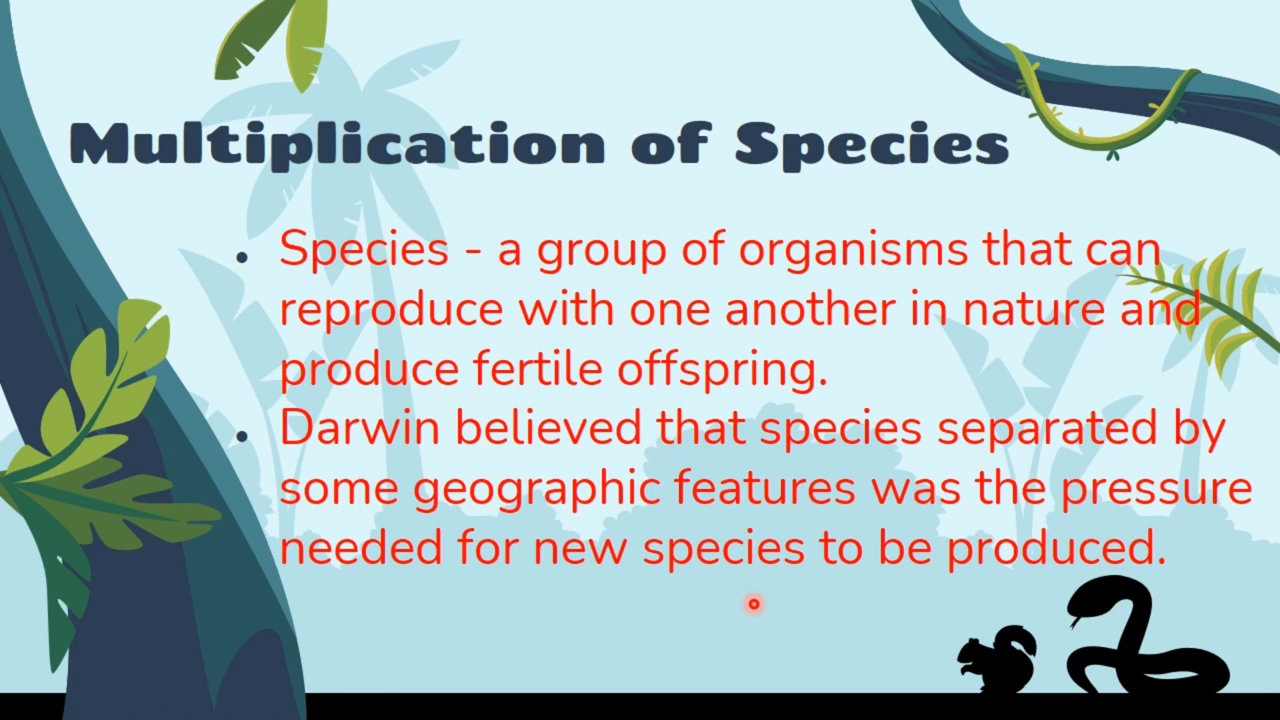 Multiplication of Species
• Species - a group of organisms that can
reproduce with one another in nature and
produce fertile offspring.
• Darwin believed that species separated by
some geographic features was the pressure
needed for new species to be produced.